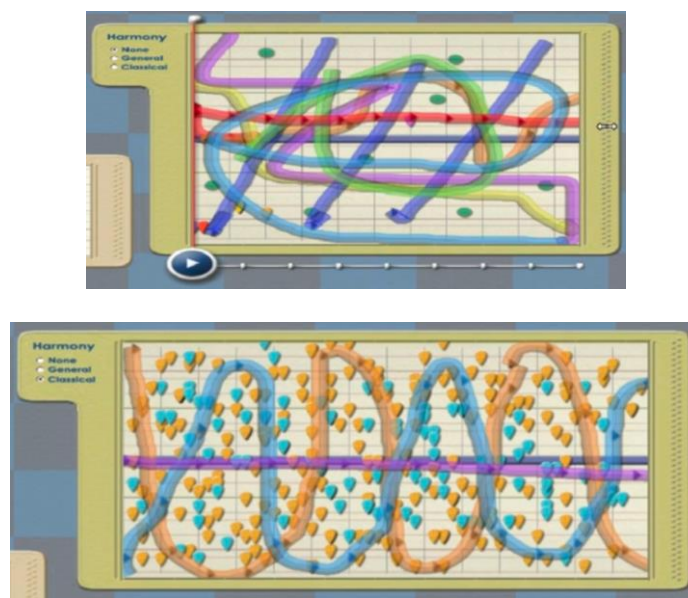 Harmony
None
General
Classical
Harmony
None
General
Classical